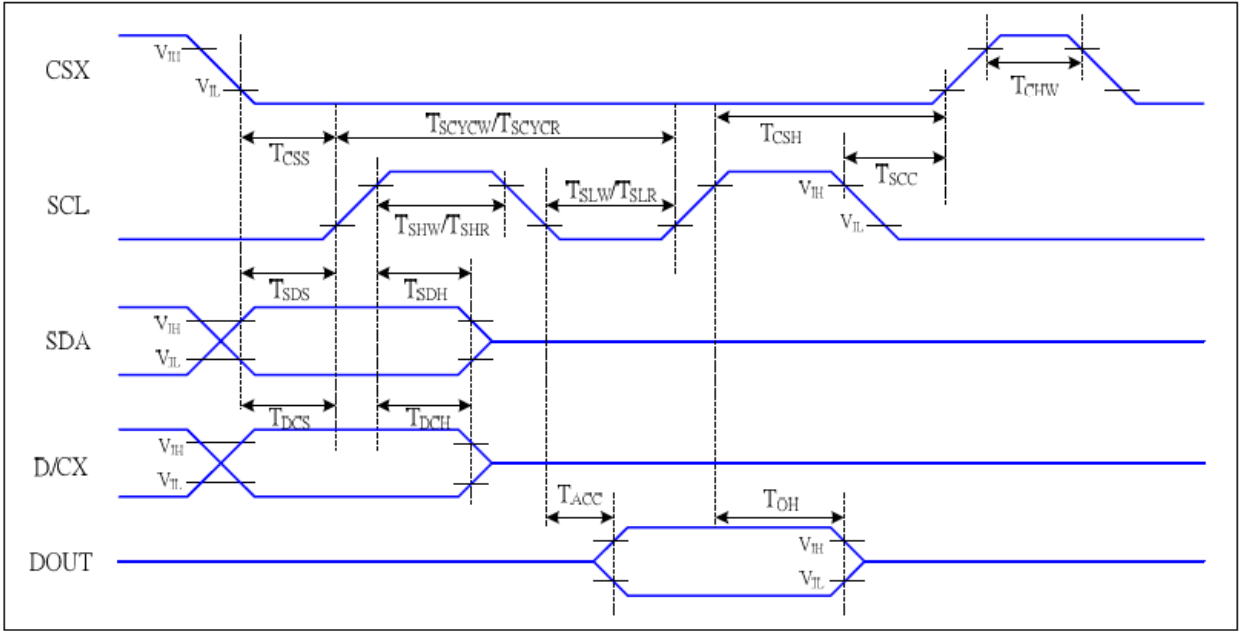 CSX
VIH
VIL
TCHW
TCSS
TSCYCW/TSCYCR
TCSH
TSCC
SCL
TSHW/TSHR
TSLW/TSLR
VIH
VIL
TSDS
TSDH
SDA
VIH
VIL
TDCS
TDCH
D/CX
VIH
VIL
TACC
TOH
DOUT
VIH
VIL